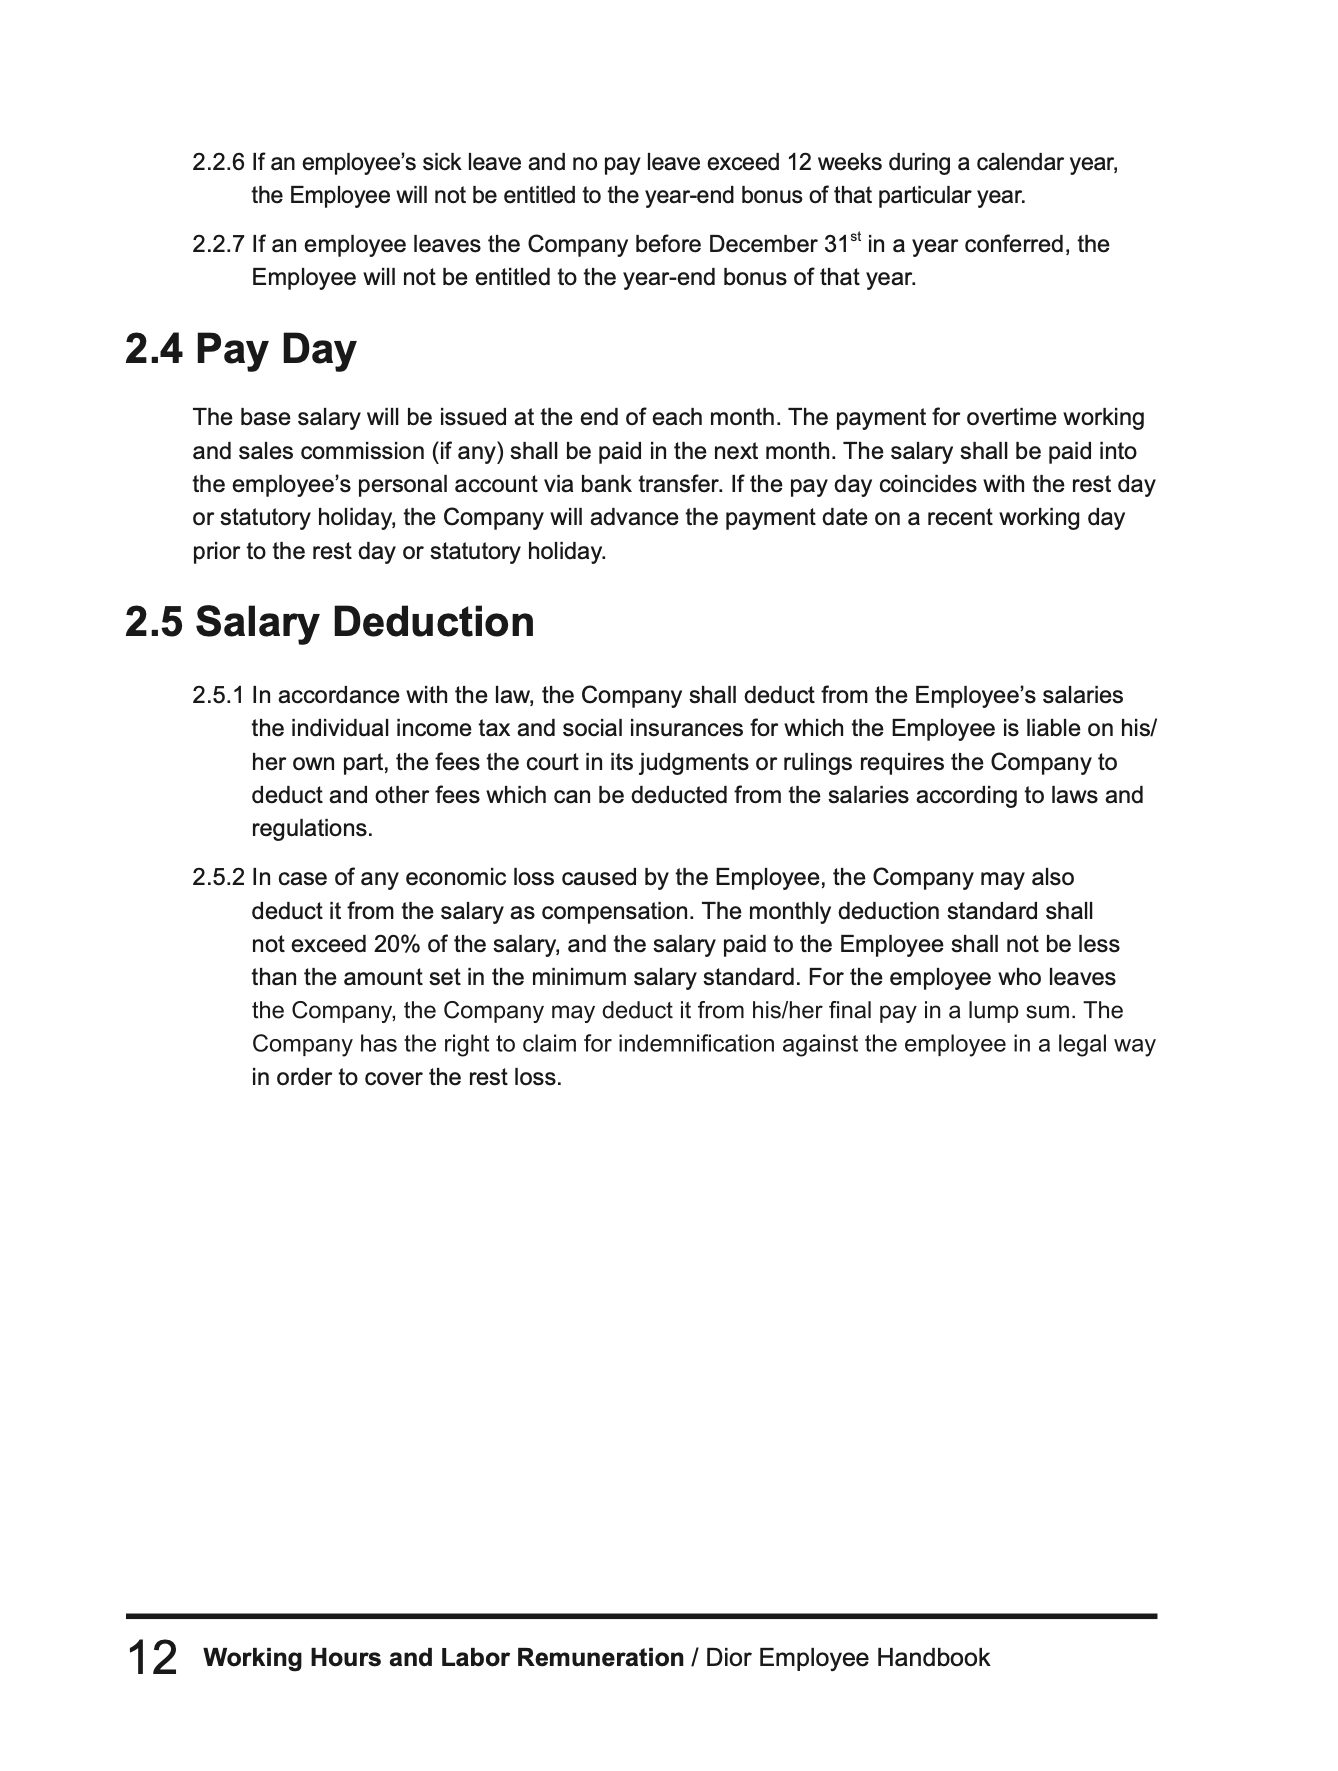 2.2.6 If an employee’s sick leave and no pay leave exceed 12 weeks during a calendar year,
the Employee will not be entitled to the year-end bonus of that particular year.
2.2.7 If an employee leaves the Company before December 31st in a year conferred, the
Employee will not be entitled to the year-end bonus of that year.
2.4 Pay Day
The base salary will be issued at the end of each month. The payment for overtime working
and sales commission (if any) shall be paid in the next month. The salary shall be paid into
the employee’s personal account via bank transfer. If the pay day coincides with the rest day
or statutory holiday, the Company will advance the payment date on a recent working day
prior to the rest day or statutory holiday.
2.5 Salary Deduction
2.5.1 In accordance with the law, the Company shall deduct from the Employee’s salaries
the individual income tax and social insurances for which the Employee is liable on his/
her own part, the fees the court in its judgments or rulings requires the Company to
deduct and other fees which can be deducted from the salaries according to laws and
regulations.
2.5.2 In case of any economic loss caused by the Employee, the Company may also
deduct it from the salary as compensation. The monthly deduction standard shall
not exceed 20% of the salary, and the salary paid to the Employee shall not be less
than the amount set in the minimum salary standard. For the employee who leaves
the Company, the Company may deduct it from his/her final pay in a lump sum. The
Company has the right to claim for indemnification against the employee in a legal way
in order to cover the rest loss.
12 Working Hours and Labor Remuneration / Dior Employee Handbook